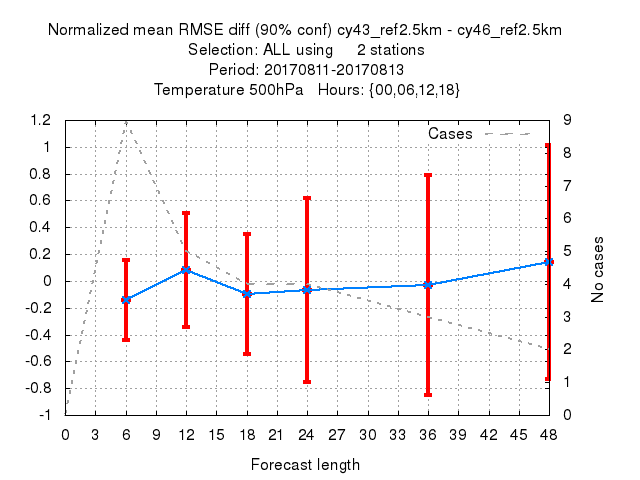 Normalized mean RMSE diff (90% conf) cy43_ref2.5km - cy46_ref2.5km
Selection: ALL using 2 stations
Period: 20170811-20170813
Temperature 500hPa Hours: {00,06,12,18}
Cases
1.2
1
0.8
0.6
0.4
0.2
0
-0.2
-0.4
-0.6
-0.8
-1
9
8
7
6
5
4
3
2
1
0
No cases
0 3 6 9 12 15 18 21 24 27 30 33 36 39 42 45 48
Forecast length